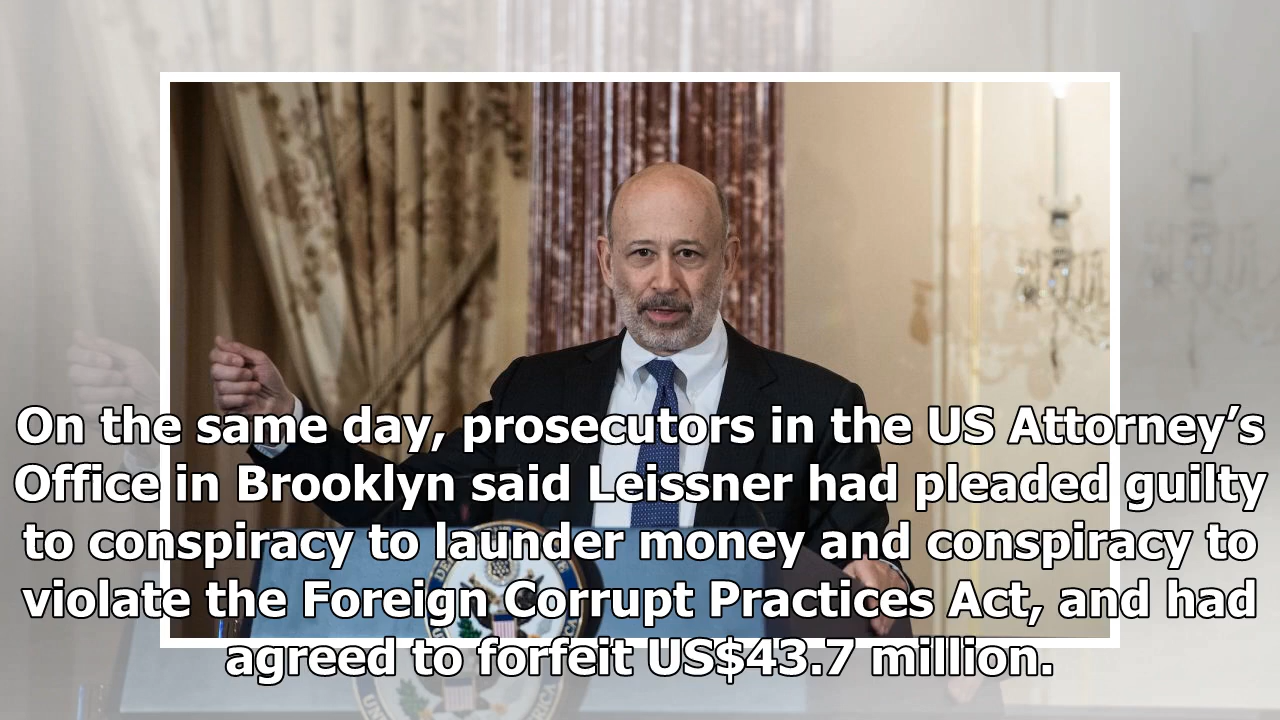 On the same day, prosecutors in the US Attorney’s
Office in Brooklyn said Leissner had pleaded guilty
to conspiracy to launder money and conspiracy to
violate the Foreign Corrupt Practices Act, and had
agreed to forfeit US$43.7 million.